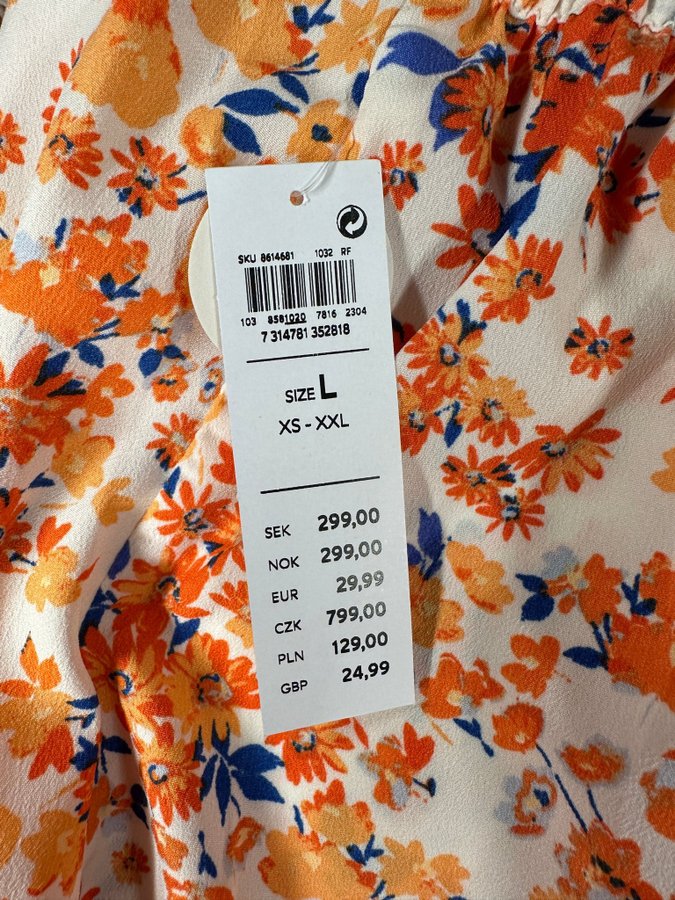 SKU 8614681 1032 RF
103 8581020 7816 2304
7 314781 352818
SIZE L
XS - XXL
SEK 299,00
NOK 299,00
EUR 29,99
CZK 799,00
PLN 129,00
GBP 24,99